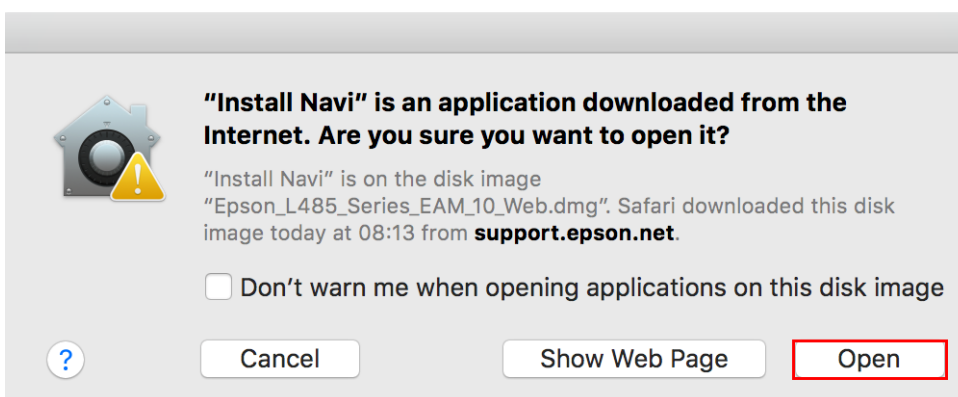 “Install Navi” is an application downloaded from the
Internet. Are you sure you want to open it?
“Install Navi” is on the disk image
“Epson_L485_Series_EAM_10_Web.dmg”. Safari downloaded this disk
image today at 08:13 from support.epson.net.
Don’t warn me when opening applications on this disk image
? Cancel Show Web Page Open